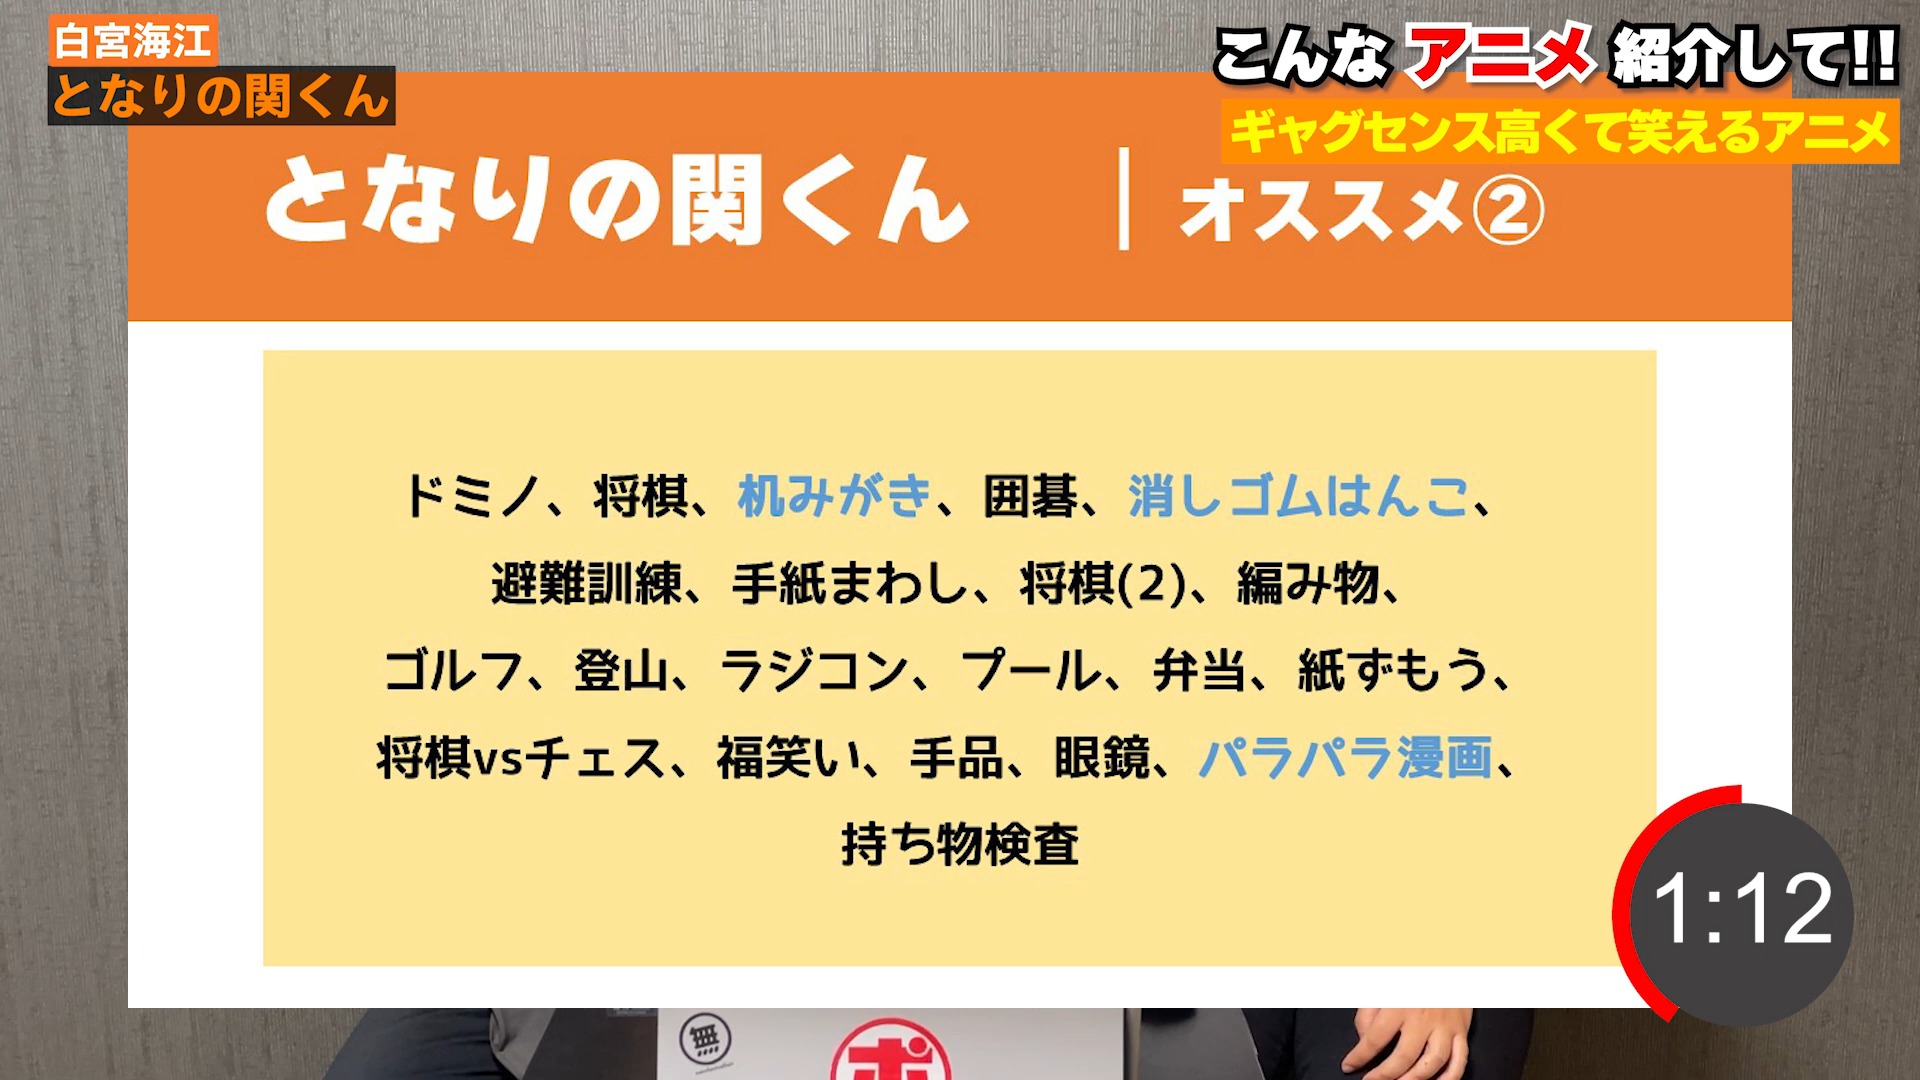 白宮海江
となりの関くん
こんなアニメ紹介して!!
ギャグセンス高くて笑えるアニメ
となりの関くん | オススメ②
ドミノ、将棋、机みがき、囲碁、消しゴムはんこ、
避難訓練、手紙まわし、将棋(2)、編み物、
ゴルフ、登山、ラジコン、プール、弁当、紙ずもう、
将棋vsチェス、福笑い、手品、眼鏡、パラパラ漫画、
持ち物検査
1:12
無
ポ